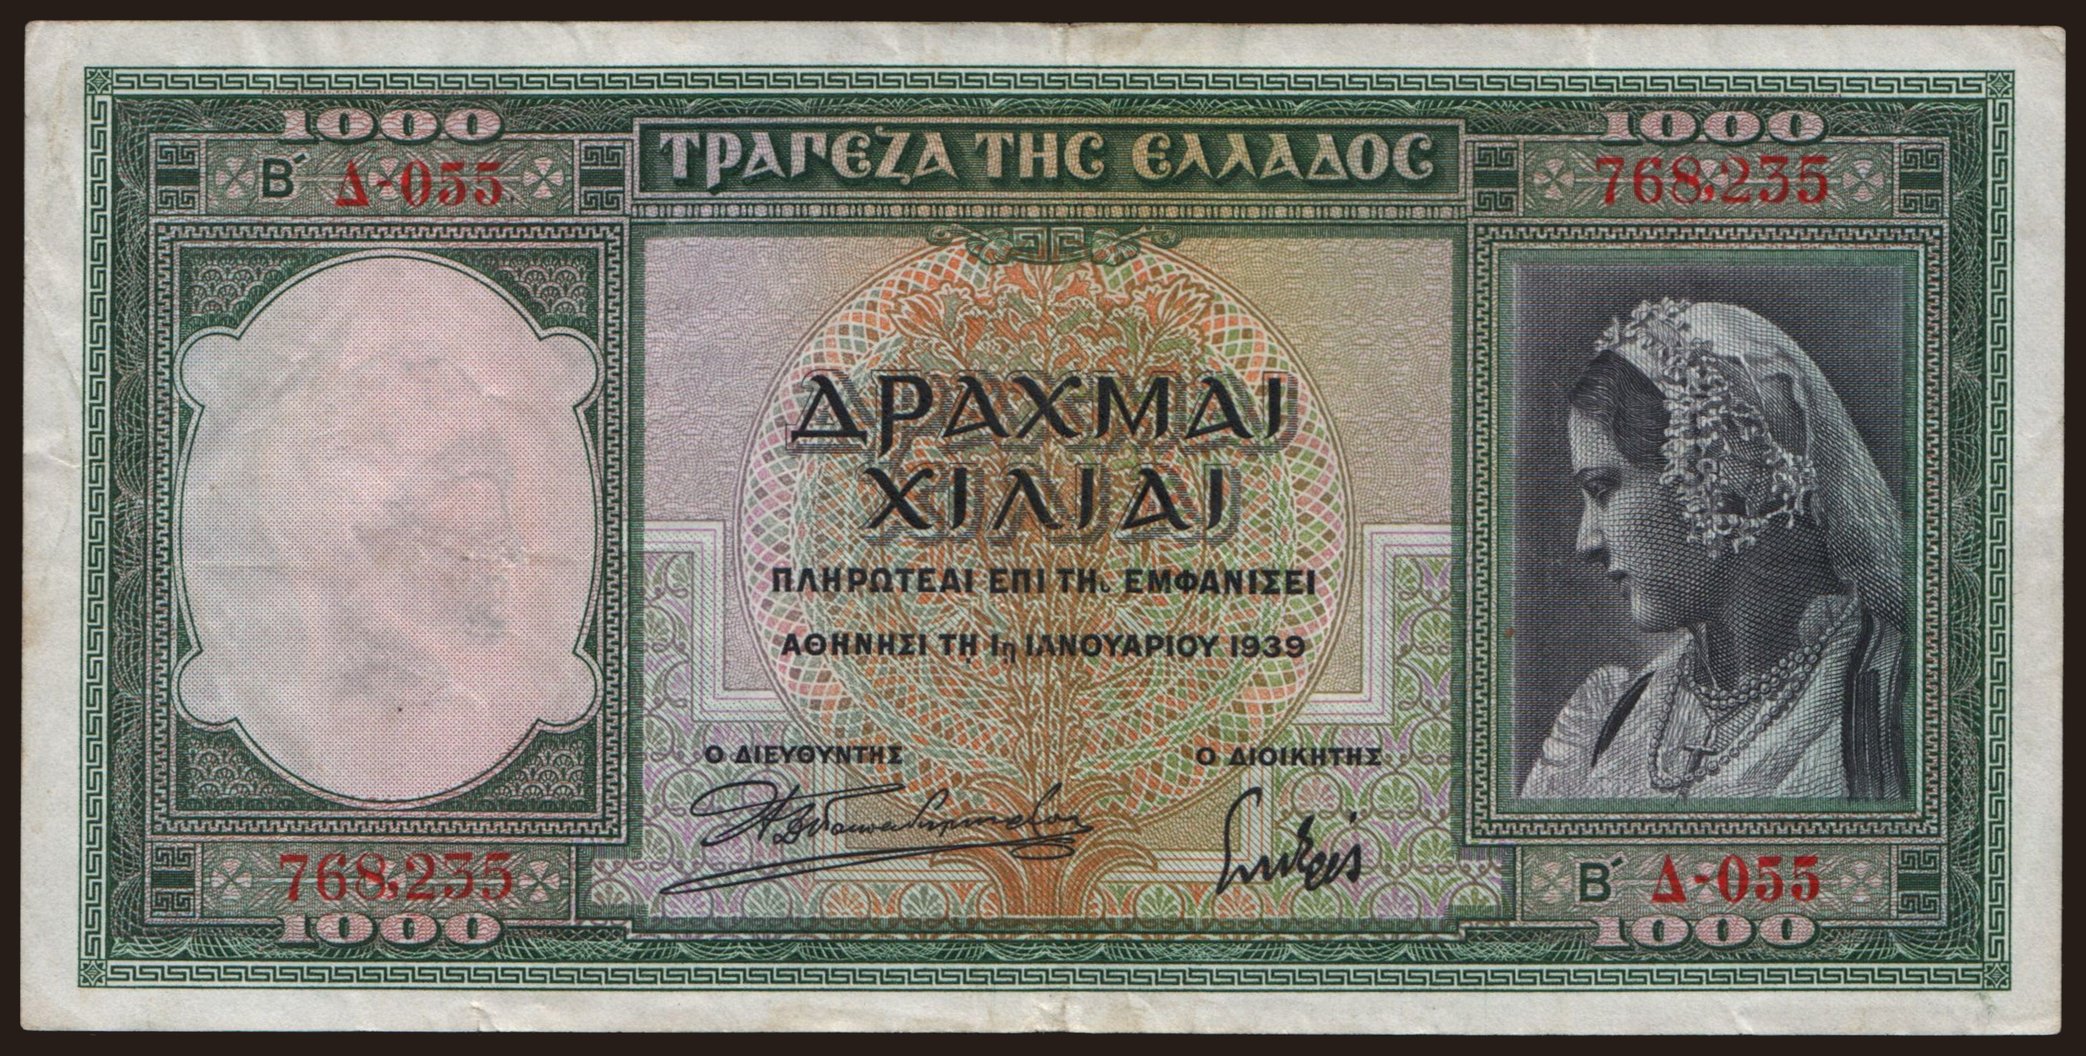 1000 1000
Β΄ Δ-055 ΤΡΑΠΕΖΑ ΤΗΣ ΕΛΛΑΔΟΣ 768,235
ΔΡΑΧΜΑΙ
ΧΙΛΙΑΙ
ΠΛΗΡΩΤΕΑΙ ΕΠΙ ΤΗι ΕΜΦΑΝΙΣΕΙ
ΑΘΗΝΗΣΙ ΤΗ 1η ΙΑΝΟΥΑΡΙΟΥ 1939
Ο ΔΙΕΥΘΥΝΤΗΣ Ο ΔΙΟΙΚΗΤΗΣ
768,235 Β΄ Δ-055
1000 1000